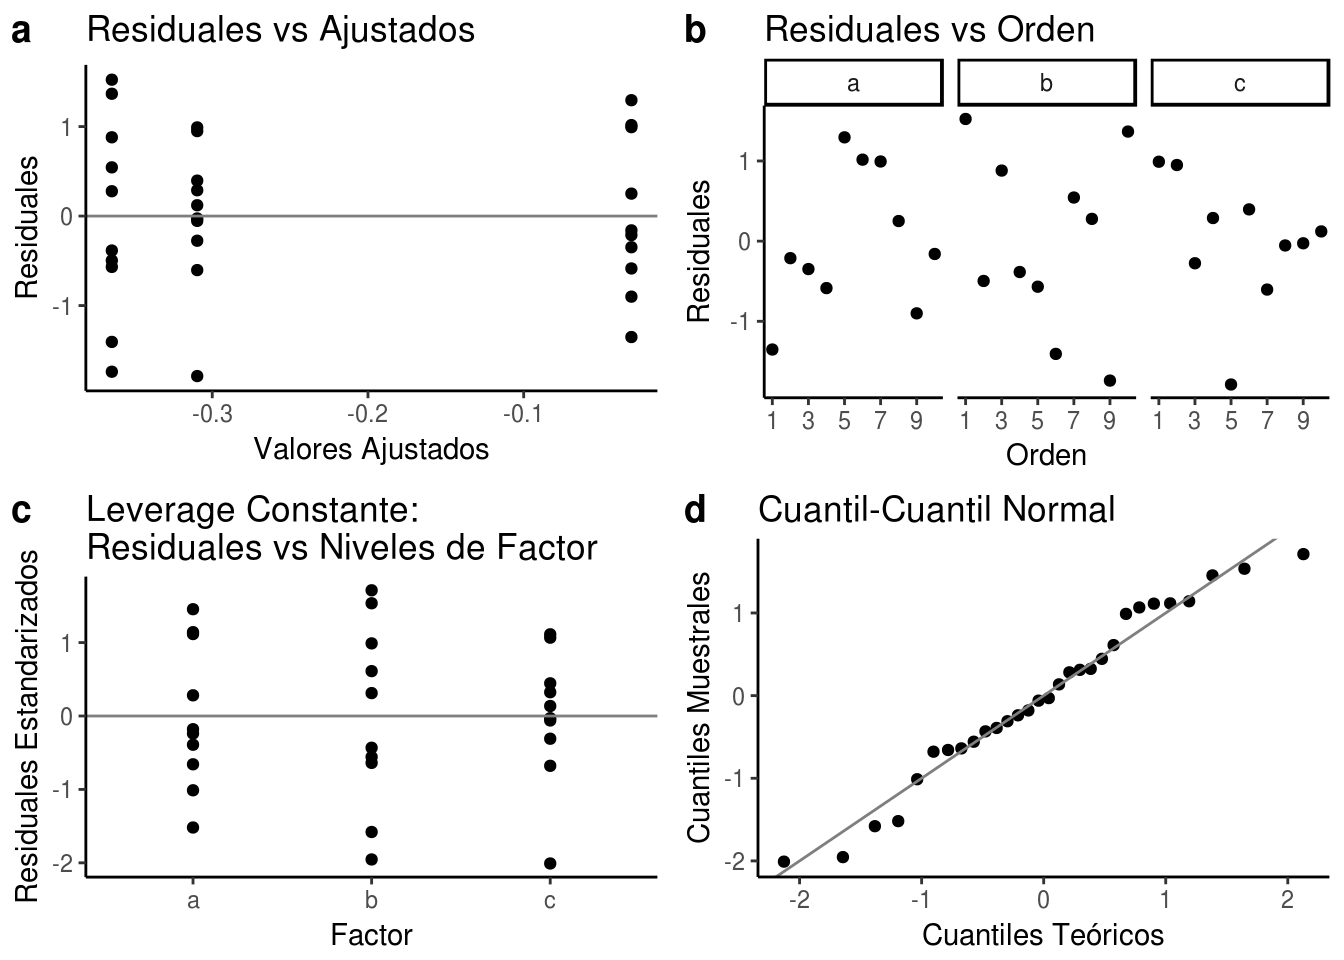 a Residuales vs Ajustados
Residuales
1
0
-1
-0.3 -0.2 -0.1
Valores Ajustados
b Residuales vs Orden
a b c
Residuales
1
0
-1
1 3 5 7 9 1 3 5 7 9 1 3 5 7 9
Orden
c Leverage Constante:
Residuales vs Niveles de Factor
Residuales Estandarizados
1
0
-1
-2
a b c
Factor
d Cuantil-Cuantil Normal
Cuantiles Muestrales
1
0
-1
-2
-2 -1 0 1 2
Cuantiles Teóricos